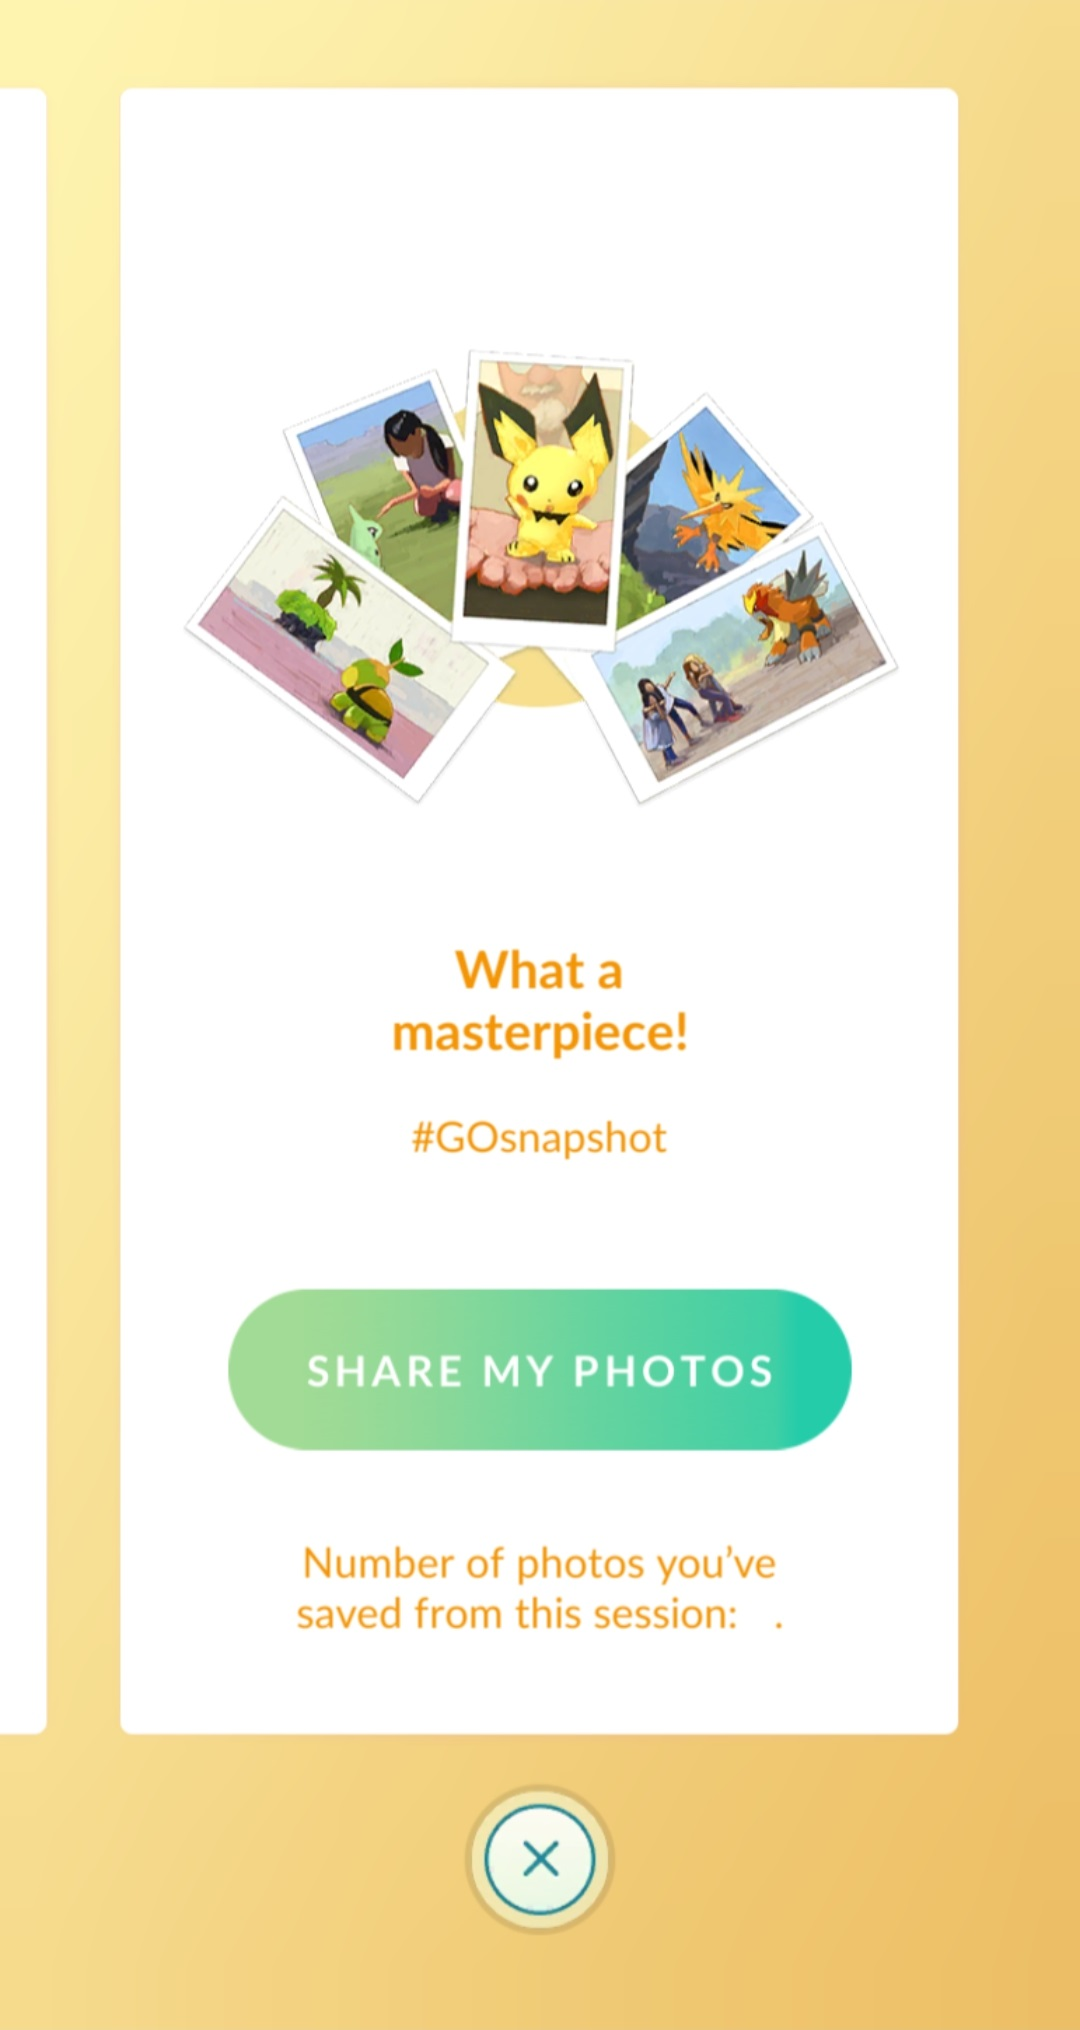 What a
masterpiece!
#GOsnapshot
SHARE MY PHOTOS
Number of photos you’ve
saved from this session: .